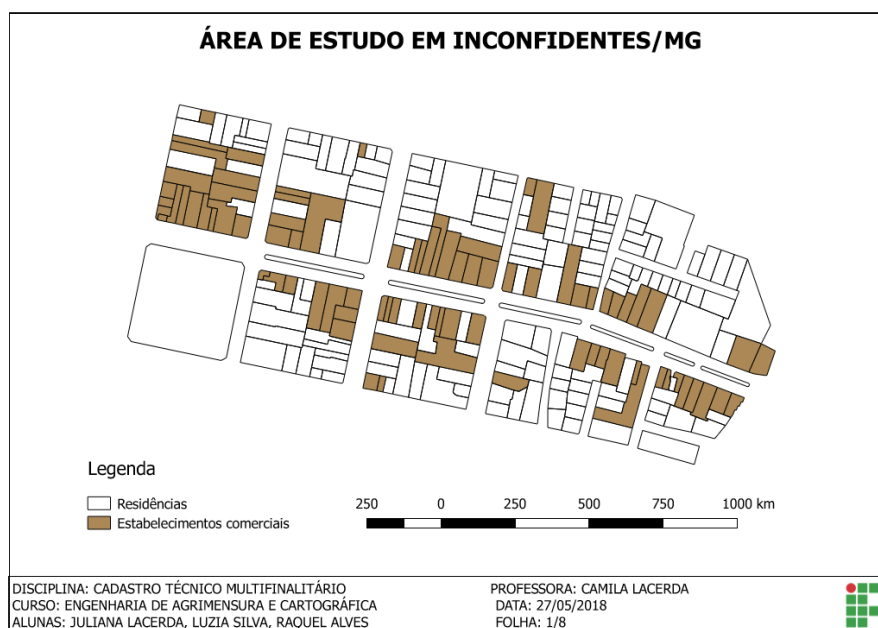 ÁREA DE ESTUDO EM INCONFIDENTES/MG
Legenda
Residências
Estabelecimentos comerciais
250 0 250 500 750 1000 km
DISCIPLINA: CADASTRO TÉCNICO MULTIFINALITÁRIO
CURSO: ENGENHARIA DE AGRIMENSURA E CARTOGRÁFICA
ALUNAS: JULIANA LACERDA, LUZIA SILVA, RAQUEL ALVES
PROFESSORA: CAMILA LACERDA
DATA: 27/05/2018
FOLHA: 1/8